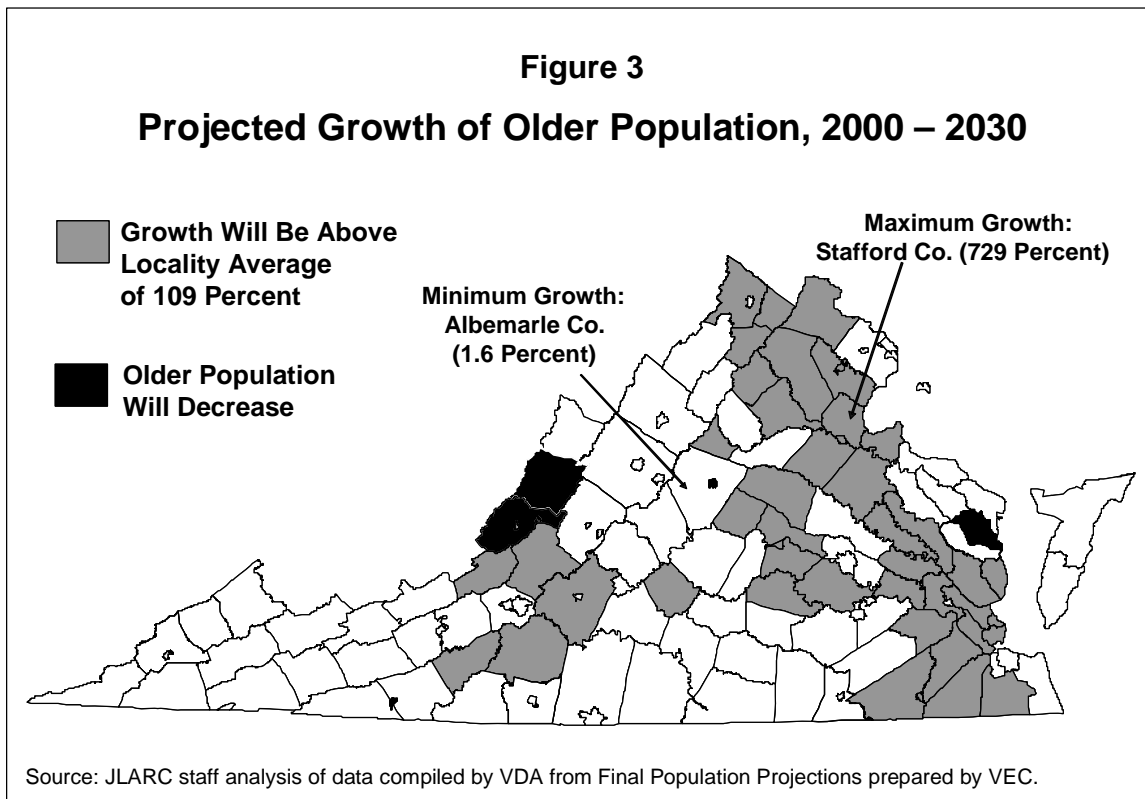 Figure 3
Projected Growth of Older Population, 2000 – 2030
Growth Will Be Above
Locality Average
of 109 Percent
Older Population
Will Decrease
Minimum Growth:
Albemarle Co.
(1.6 Percent)
Maximum Growth:
Stafford Co. (729 Percent)
Source: JLARC staff analysis of data compiled by VDA from Final Population Projections prepared by VEC.